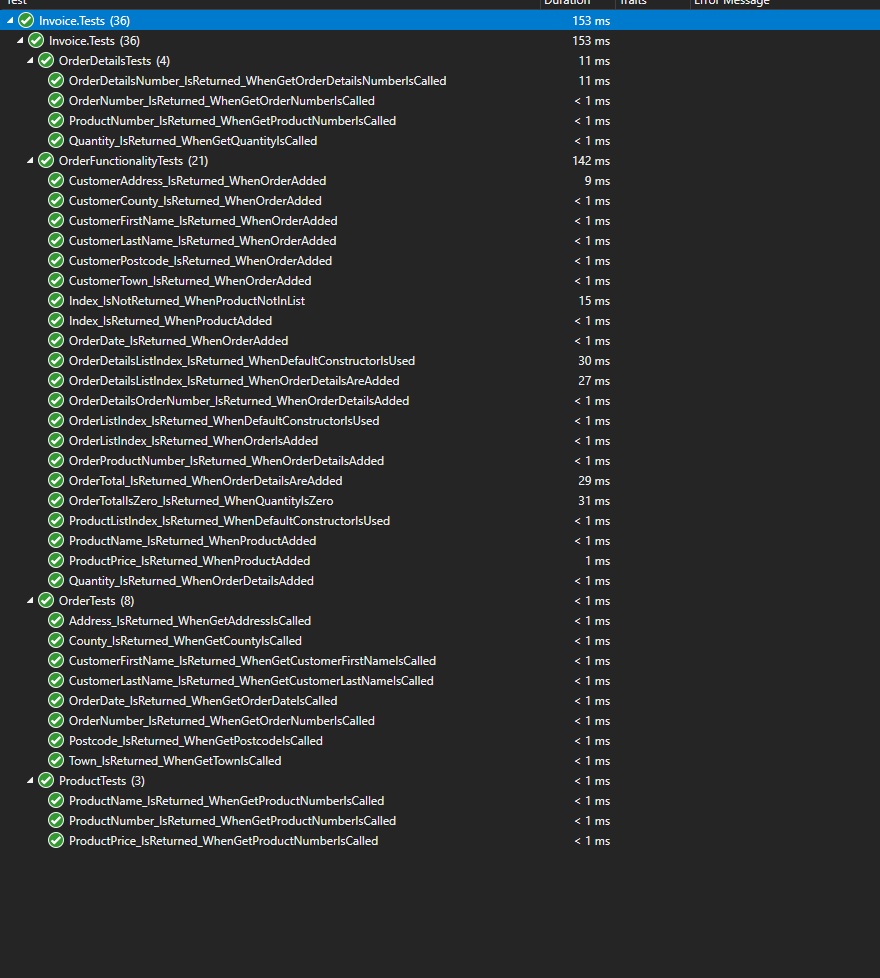 Test Duration Traits Error Message
Invoice.Tests (36) 153 ms
Invoice.Tests (36) 153 ms
OrderDetailsTests (4) 11 ms
OrderDetailsNumber_IsReturned_WhenGetOrderDetailsNumberIsCalled 11 ms
OrderNumber_IsReturned_WhenGetOrderNumberIsCalled < 1 ms
ProductNumber_IsReturned_WhenGetProductNumberIsCalled < 1 ms
Quantity_IsReturned_WhenGetQuantityIsCalled < 1 ms
OrderFunctionalityTests (21) 142 ms
CustomerAddress_IsReturned_WhenOrderAdded 9 ms
CustomerCounty_IsReturned_WhenOrderAdded < 1 ms
CustomerFirstName_IsReturned_WhenOrderAdded < 1 ms
CustomerLastName_IsReturned_WhenOrderAdded < 1 ms
CustomerPostcode_IsReturned_WhenOrderAdded < 1 ms
CustomerTown_IsReturned_WhenOrderAdded < 1 ms
Index_IsNotReturned_WhenProductNotInList 15 ms
Index_IsReturned_WhenProductAdded < 1 ms
OrderDate_IsReturned_WhenOrderAdded < 1 ms
OrderDetailsListIndex_IsReturned_WhenDefaultConstructorIsUsed 30 ms
OrderDetailsListIndex_IsReturned_WhenOrderDetailsAreAdded 27 ms
OrderDetailsOrderNumber_IsReturned_WhenOrderDetailsAdded < 1 ms
OrderListIndex_IsReturned_WhenDefaultConstructorIsUsed < 1 ms
OrderListIndex_IsReturned_WhenOrderIsAdded < 1 ms
OrderProductNumber_IsReturned_WhenOrderDetailsAdded < 1 ms
OrderTotal_IsReturned_WhenOrderDetailsAreAdded 29 ms
OrderTotalIsZero_IsReturned_WhenQuantityIsZero 31 ms
ProductListIndex_IsReturned_WhenDefaultConstructorIsUsed < 1 ms
ProductName_IsReturned_WhenProductAdded < 1 ms
ProductPrice_IsReturned_WhenProductAdded 1 ms
Quantity_IsReturned_WhenOrderDetailsAdded < 1 ms
OrderTests (8) < 1 ms
Address_IsReturned_WhenGetAddressIsCalled < 1 ms
County_IsReturned_WhenGetCountyIsCalled < 1 ms
CustomerFirstName_IsReturned_WhenGetCustomerFirstNameIsCalled < 1 ms
CustomerLastName_IsReturned_WhenGetCustomerLastNameIsCalled < 1 ms
OrderDate_IsReturned_WhenGetOrderDateIsCalled < 1 ms
OrderNumber_IsReturned_WhenGetOrderNumberIsCalled < 1 ms
Postcode_IsReturned_WhenGetPostcodeIsCalled < 1 ms
Town_IsReturned_WhenGetTownIsCalled < 1 ms
ProductTests (3) < 1 ms
ProductName_IsReturned_WhenGetProductNumberIsCalled < 1 ms
ProductNumber_IsReturned_WhenGetProductNumberIsCalled < 1 ms
ProductPrice_IsReturned_WhenGetProductNumberIsCalled < 1 ms